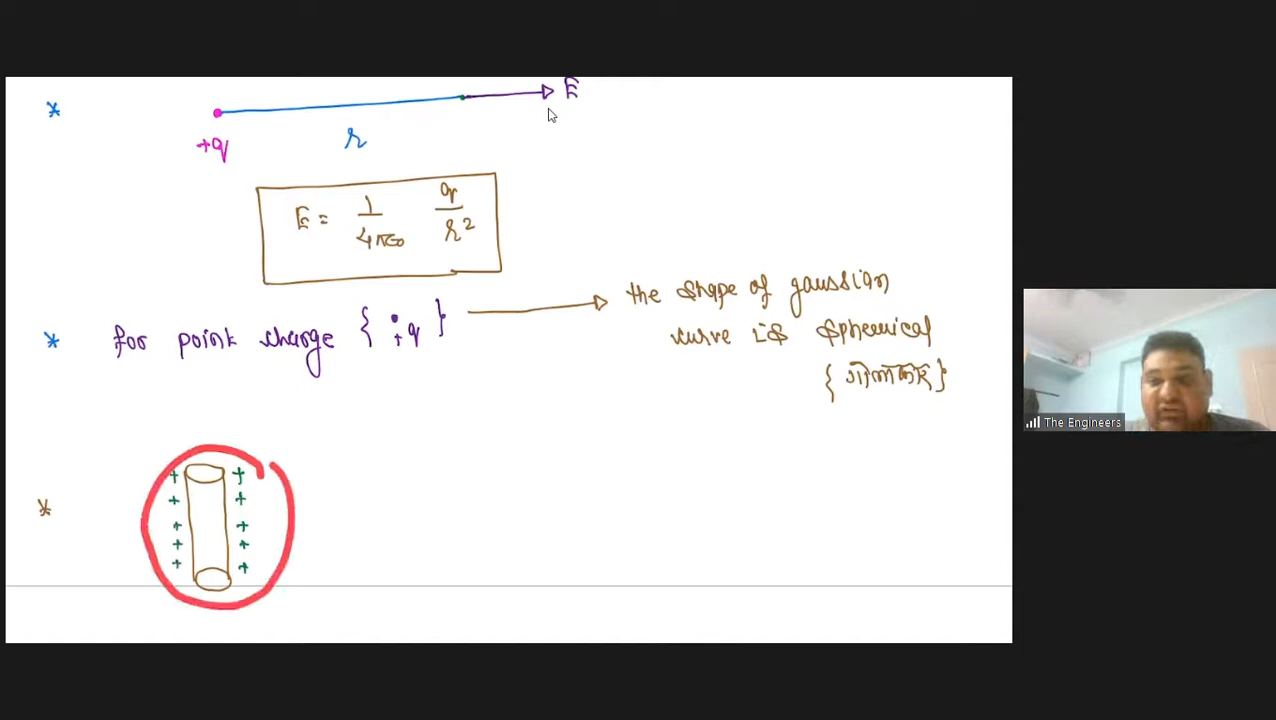 * E
+q r
E = 1/4πε0 q/r²
the shape of gaussian
* for point charge { +q }
curve is spherical
{ गोलाकार }
The Engineers
*
+ +
+ +
+ +
+ +
+ +